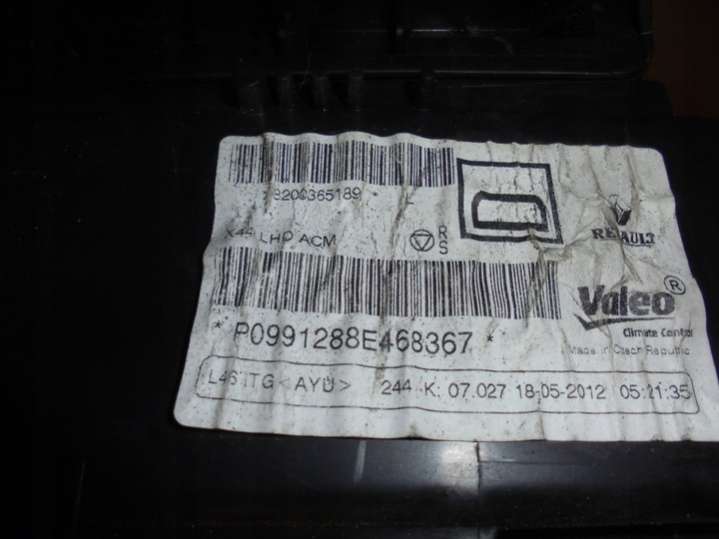 8200365189
LHD ACM
R
S
RENAULT
Valeo ®
Climate Control
* P0991288E468367 *
Made in Czech Republic
<AYU> 244 K: 07.027 18-05-2012 05:21:35